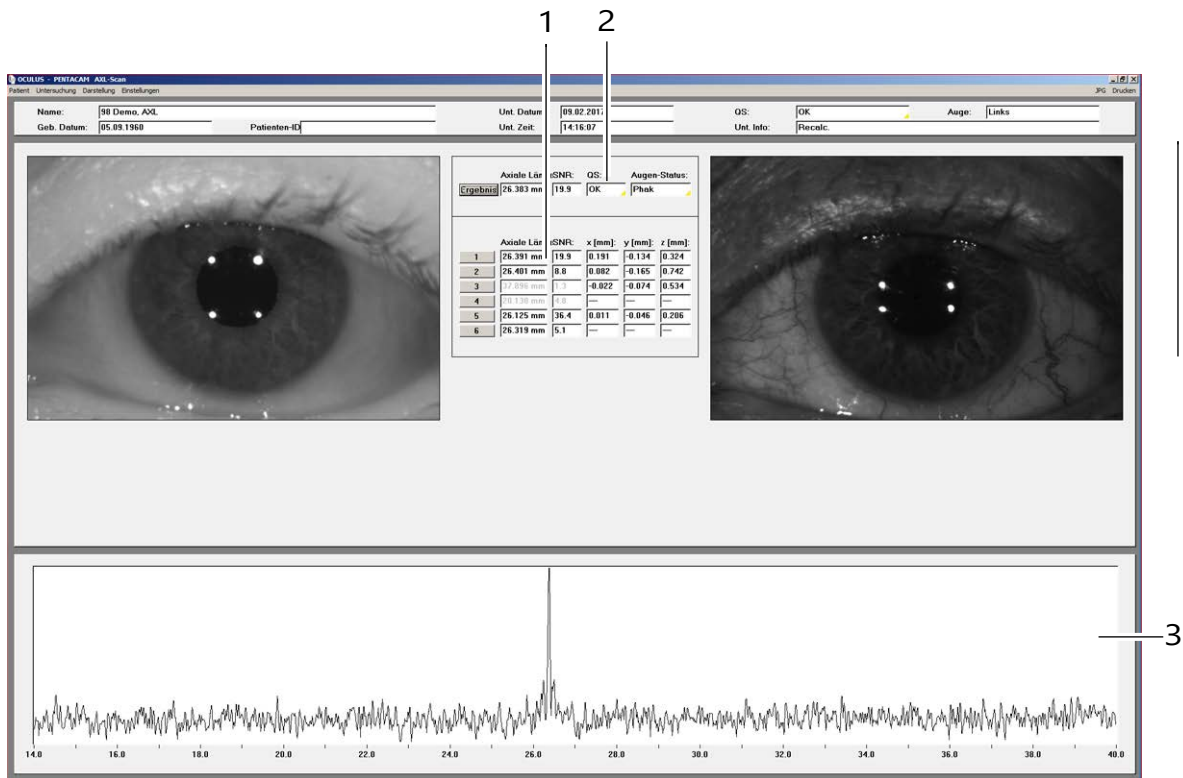 1 2
OCULUS - PENTACAM AXL-Scan
Patient Untersuchung Darstellung Einstellungen JPG Drucken
Name: 98 Demo, AXL Unt. Datum 09.02.2017 QS: OK Auge: Links
Geb. Datum: 05.09.1960 Patienten-ID Unt. Zeit: 14:16:07 Unt. Info: Recalc.
Axiale Län SNR: QS: Augen-Status:
Ergebnis 26.383 mm 19.9 OK Phak
Axiale Län SNR: x [mm]: y [mm]: z [mm]:
1 26.391 mm 19.9 0.191 -0.134 0.324
2 26.401 mm 8.8 0.082 -0.165 0.742
3 37.896 mm 1.3 -0.022 -0.074 0.534
4 20.138 mm 4.0 — — —
5 26.125 mm 36.4 0.011 -0.046 0.206
6 26.319 mm 5.1 — — —
3
14.0 16.0 18.0 20.0 22.0 24.0 26.0 28.0 30.0 32.0 34.0 36.0 38.0 40.0